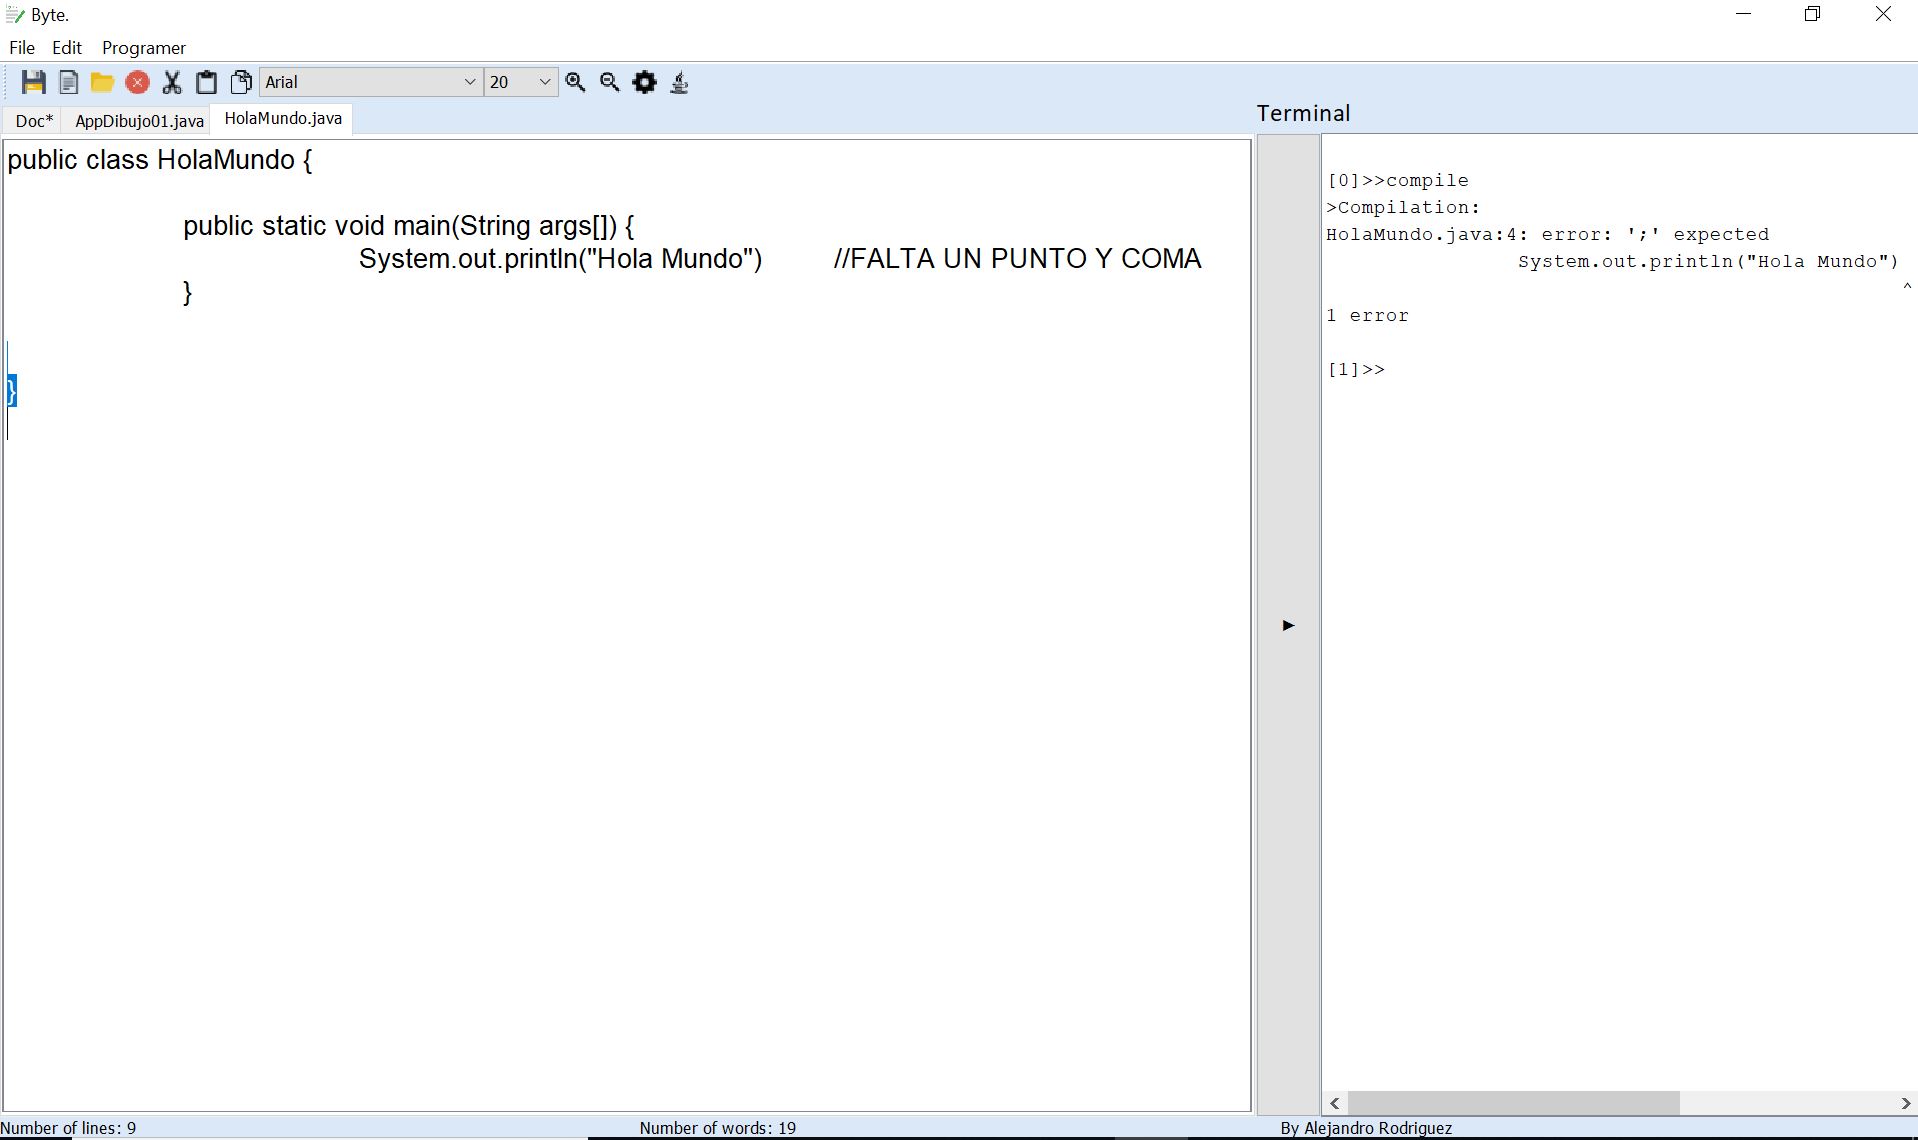 Byte.
File Edit Programer
Arial 20
Doc* AppDibujo01.java HolaMundo.java
Terminal
public class HolaMundo {
public static void main(String args[]) {
System.out.println("Hola Mundo") //FALTA UN PUNTO Y COMA
}
}
[0]>>compile
>Compilation:
HolaMundo.java:4: error: ';' expected
System.out.println("Hola Mundo")
^
1 error
[1]>>
Number of lines: 9
Number of words: 19
By Alejandro Rodriguez